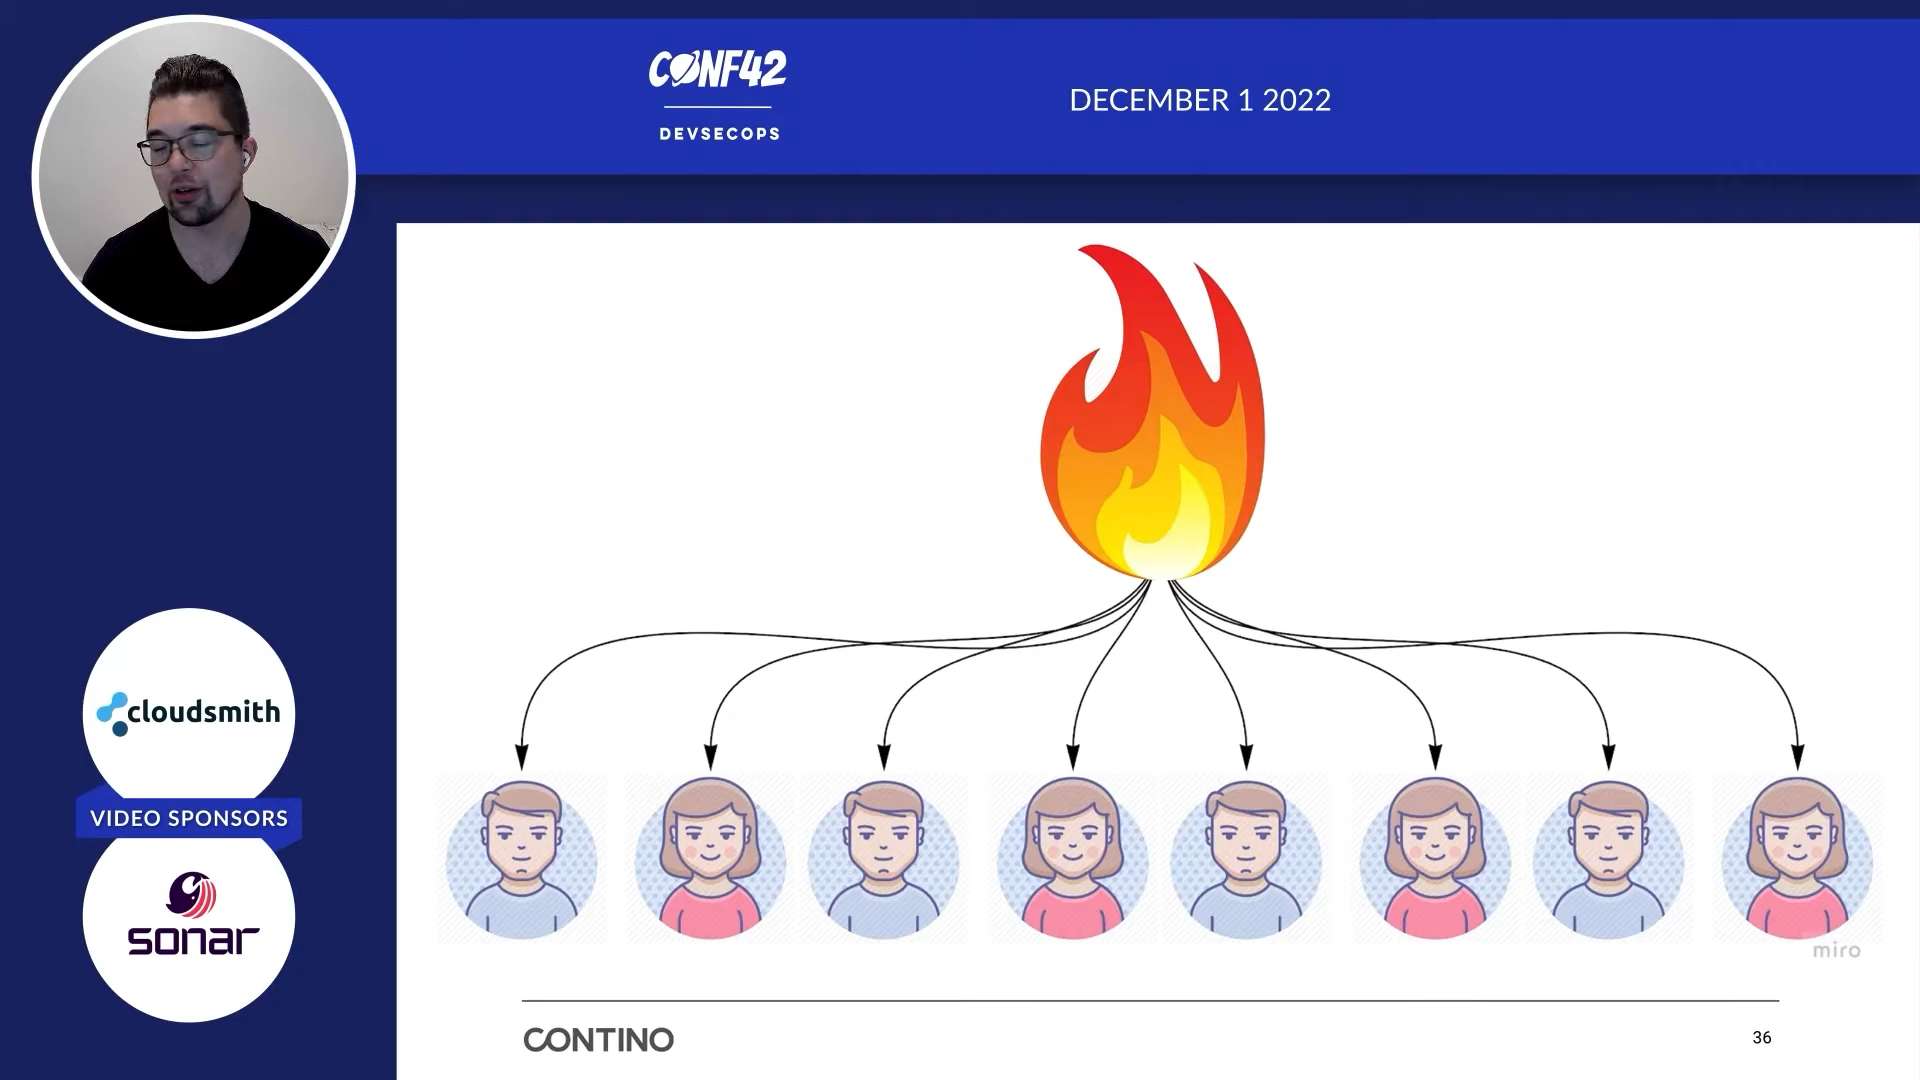 CONF42
DEVSECOPS
DECEMBER 1 2022
cloudsmith
VIDEO SPONSORS
sonar
miro
CONTINO
36